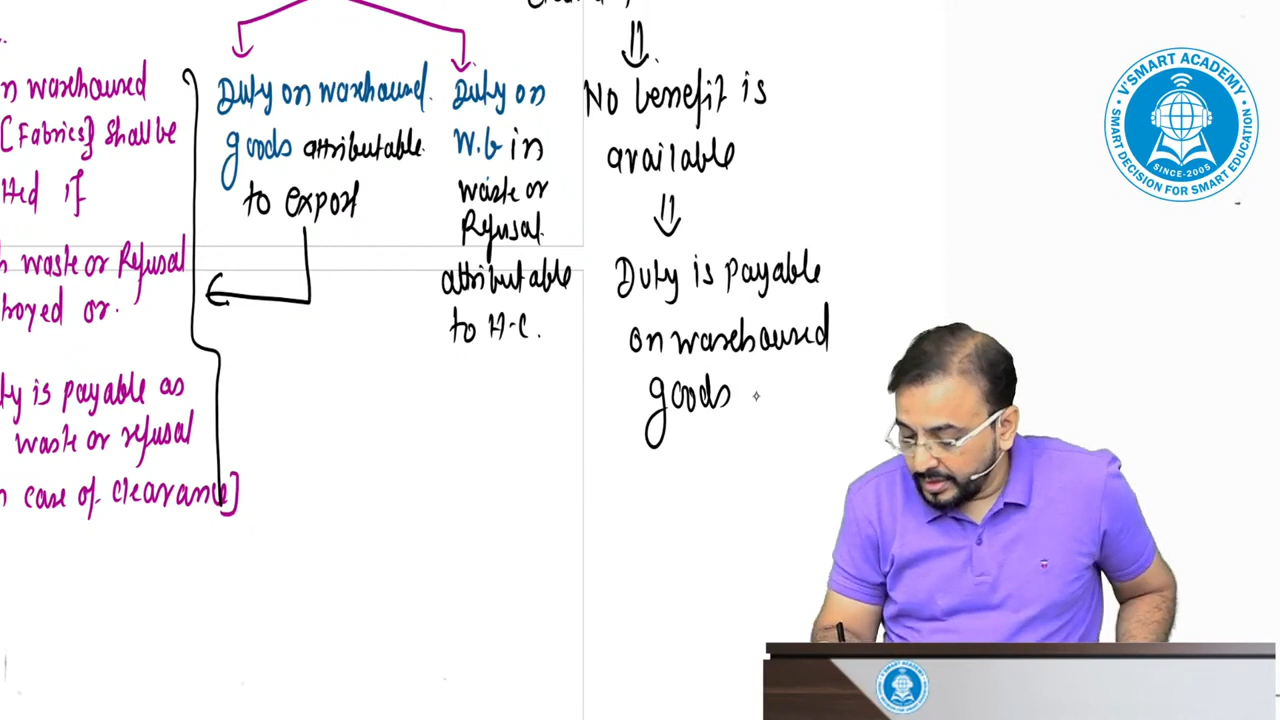 n warehoused
[Fabrics] shall be
tted if
h waste or Refusal
troyed or.
ty is payable as
waste or refusal
n case of clearance]
Duty on warehoused.
goods attributable
to export
Duty on
W.G in
waste or
Refusal.
attributable
to H.C.
No benefit is
available
Duty is payable
on warehoused
goods
V'SMART ACADEMY
SINCE-2005
SMART DECISION FOR SMART EDUCATION